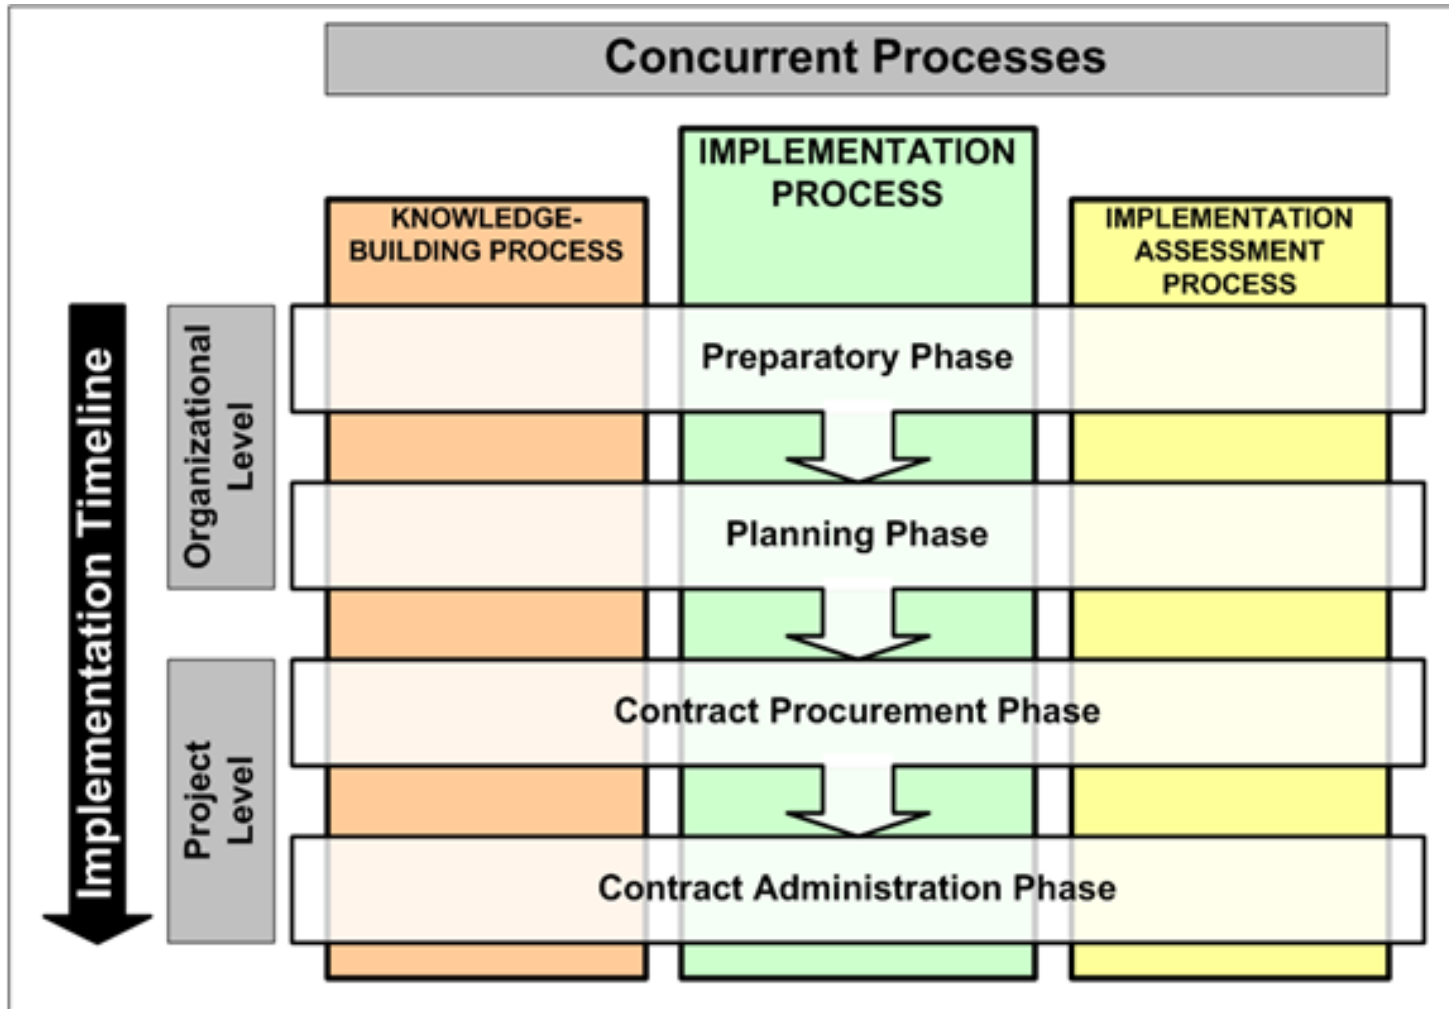 Concurrent Processes
IMPLEMENTATION
PROCESS
KNOWLEDGE-
BUILDING PROCESS
IMPLEMENTATION
ASSESSMENT
PROCESS
Implementation Timeline
Organizational
Level
Preparatory Phase
Planning Phase
Project
Level
Contract Procurement Phase
Contract Administration Phase